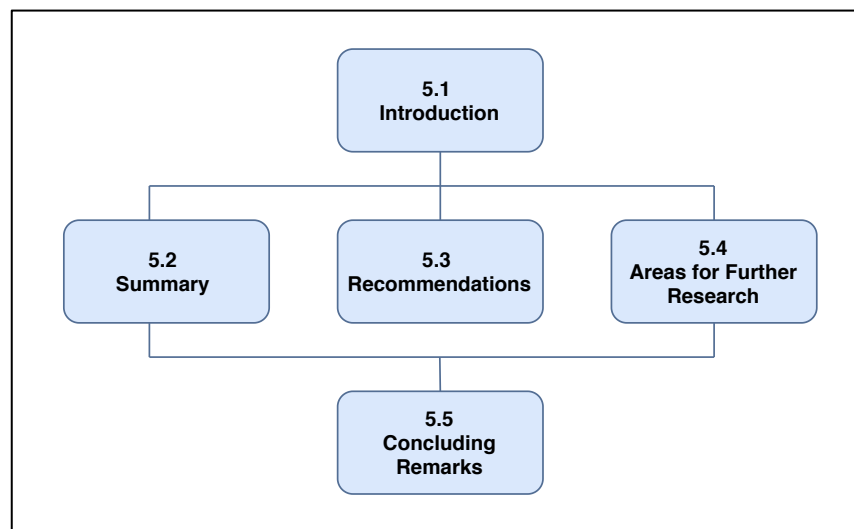 5.1
Introduction
5.2
Summary
5.3
Recommendations
5.4
Areas for Further
Research
5.5
Concluding
Remarks